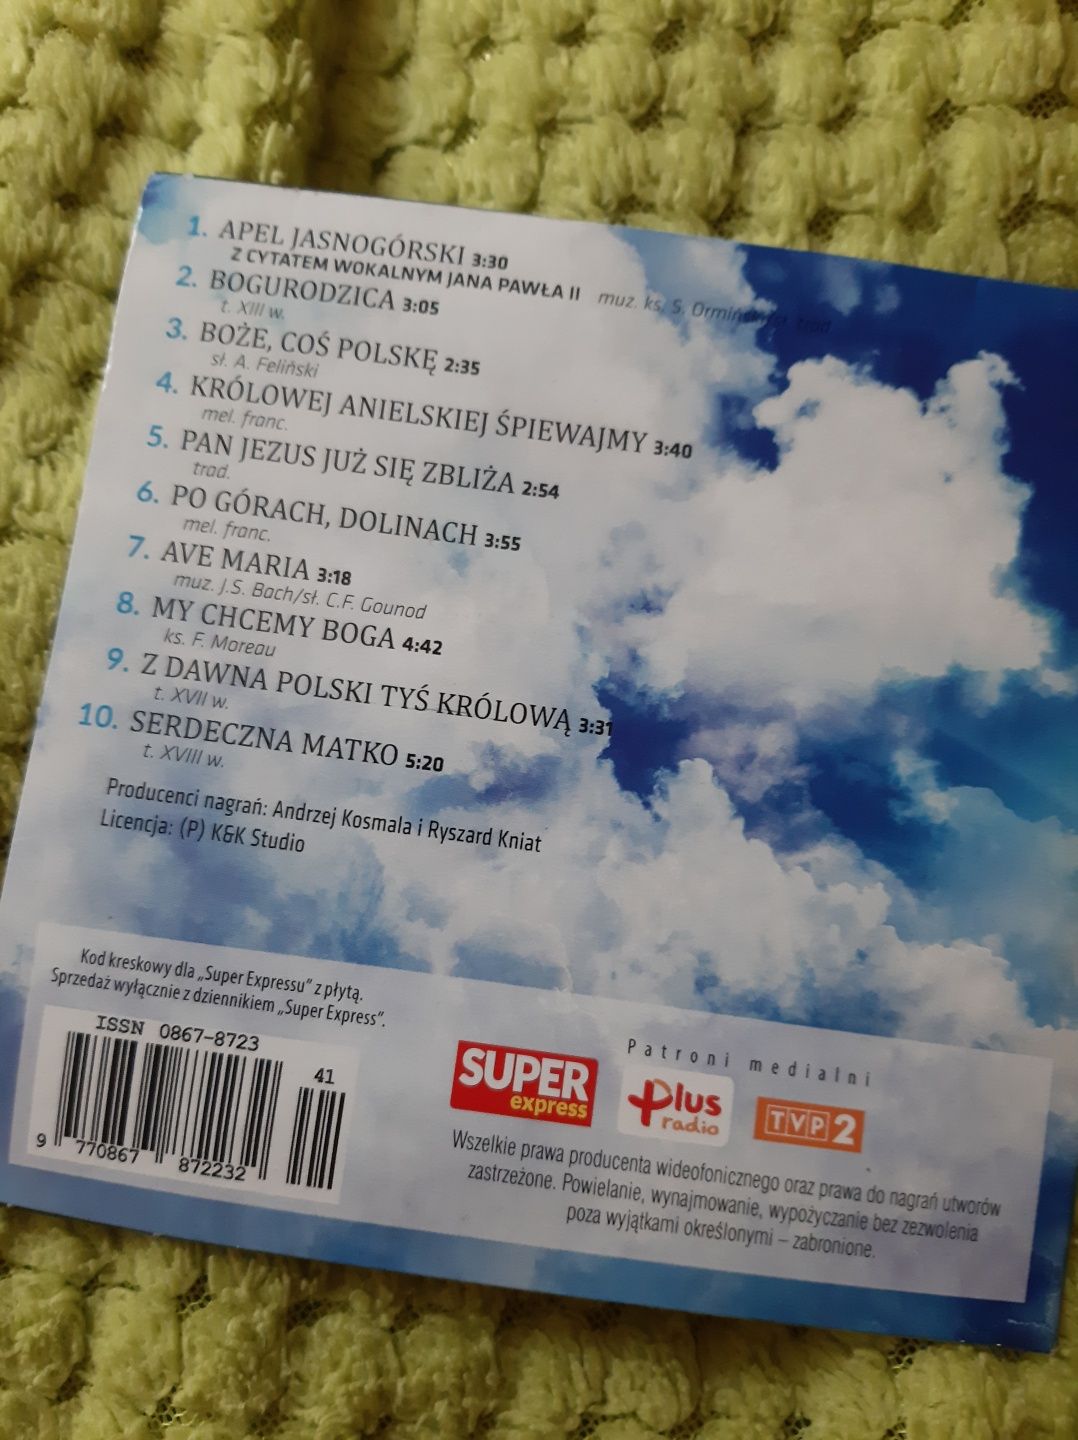 1. APEL JASNOGÓRSKI 3:30
Z CYTATEM WOKALNYM JANA PAWŁA II muz. ks. S. Ormiński trad.
2. BOGURODZICA 3:05
t. XIII w.
3. BOŻE, COŚ POLSKĘ 2:35
sł. A. Feliński
4. KRÓLOWEJ ANIELSKIEJ ŚPIEWAJMY 3:40
mel. franc.
5. PAN JEZUS JUŻ SIĘ ZBLIŻA 2:54
trad.
6. PO GÓRACH, DOLINACH 3:55
mel. franc.
7. AVE MARIA 3:18
muz. J.S. Bach/sł. C.F. Gounod
8. MY CHCEMY BOGA 4:42
ks. F. Moreau
9. Z DAWNA POLSKI TYŚ KRÓLOWĄ 3:31
t. XVII w.
10. SERDECZNA MATKO 5:20
t. XVIII w.
Producenci nagrań: Andrzej Kosmala i Ryszard Kniat
Licencja: (P) K&K Studio
Kod kreskowy dla „Super Expressu" z płytą.
Sprzedaż wyłącznie z dziennikiem „Super Express".
ISSN 0867-8723
41
9 770867 872232
Patroni medialni
SUPER
express
plus
radio
TVP2
Wszelkie prawa producenta wideofonicznego oraz prawa do nagrań utworów
zastrzeżone. Powielanie, wynajmowanie, wypożyczanie bez zezwolenia
poza wyjątkami określonymi – zabronione.